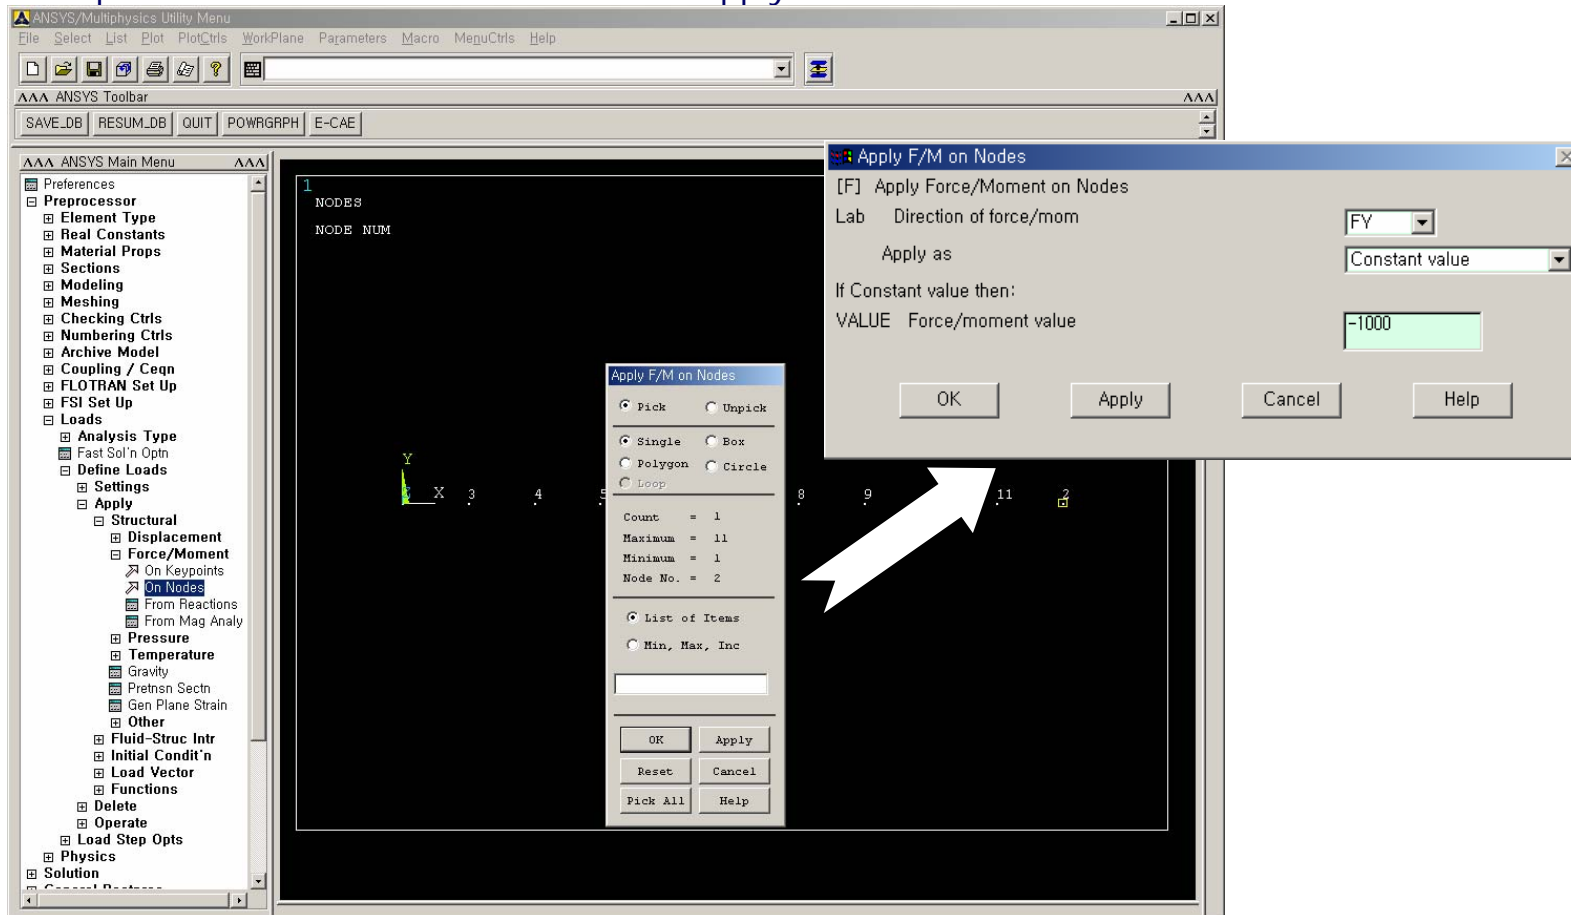 pply
ANSYS/Multiphysics Utility Menu
File Select List Plot PlotCtrls WorkPlane Parameters Macro MenuCtrls Help
ΛΛΛ ANSYS Toolbar ΛΛΛ
SAVE_DB RESUM_DB QUIT POWRGRPH E-CAE
ΛΛΛ ANSYS Main Menu ΛΛΛ
Preferences
Preprocessor
Element Type
Real Constants
Material Props
Sections
Modeling
Meshing
Checking Ctrls
Numbering Ctrls
Archive Model
Coupling / Ceqn
FLOTRAN Set Up
FSI Set Up
Loads
Analysis Type
Fast Sol'n Optn
Define Loads
Settings
Apply
Structural
Displacement
Force/Moment
On Keypoints
On Nodes
From Reactions
From Mag Analy
Pressure
Temperature
Gravity
Pretnsn Sectn
Gen Plane Strain
Other
Fluid-Struc Intr
Initial Condit'n
Load Vector
Functions
Delete
Operate
Load Step Opts
Physics
Solution
1
NODES
NODE NUM
Y
X 3 4 5 8 9 11 2
Apply F/M on Nodes
Pick Unpick
Single Box
Polygon Circle
Loop
Count = 1
Maximum = 11
Minimum = 1
Node No. = 2
List of Items
Min, Max, Inc
OK Apply
Reset Cancel
Pick All Help
Apply F/M on Nodes
[F] Apply Force/Moment on Nodes
Lab Direction of force/mom FY
Apply as Constant value
If Constant value then:
VALUE Force/moment value -1000
OK Apply Cancel Help